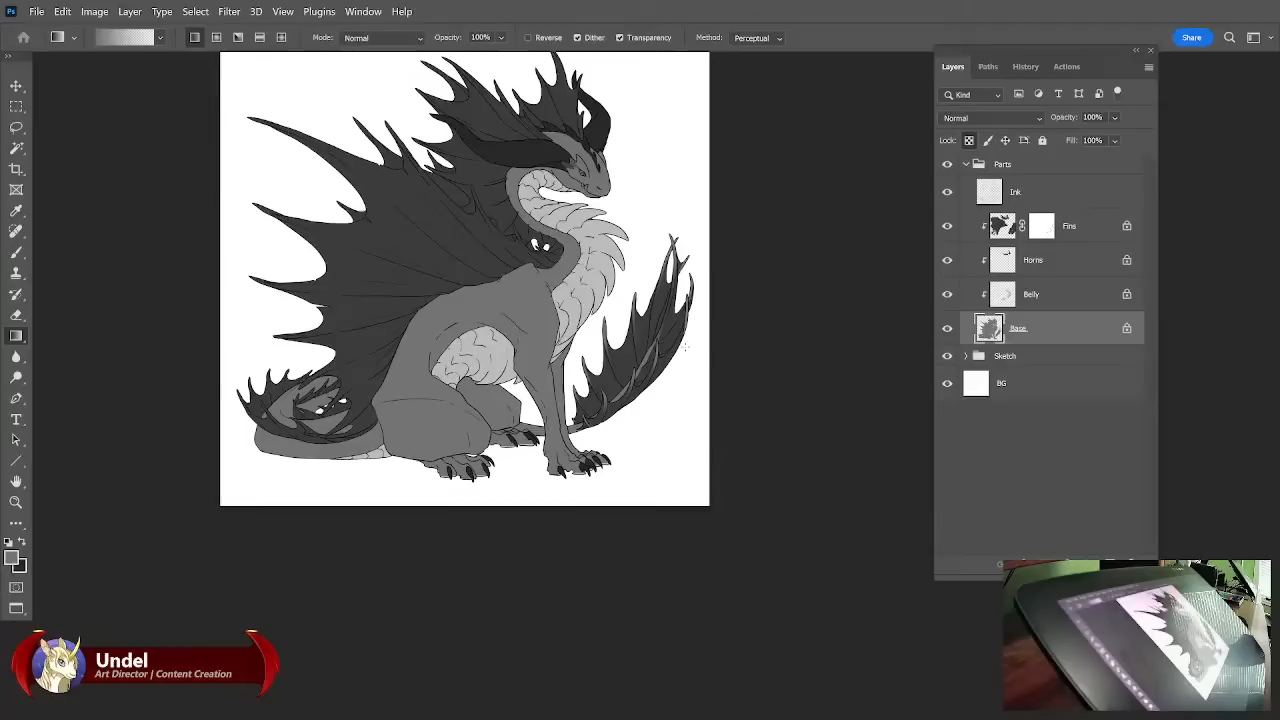 Ps File Edit Image Layer Type Select Filter 3D View Plugins Window Help
Mode: Normal Opacity: 100% Reverse Dither Transparency Method: Perceptual Share
Layers Paths History Actions
Kind
Normal Opacity: 100%
Lock: Fill: 100%
Parts
Ink
Fins
Horns
Belly
Base
Sketch
BG
Undel
Art Director | Content Creation